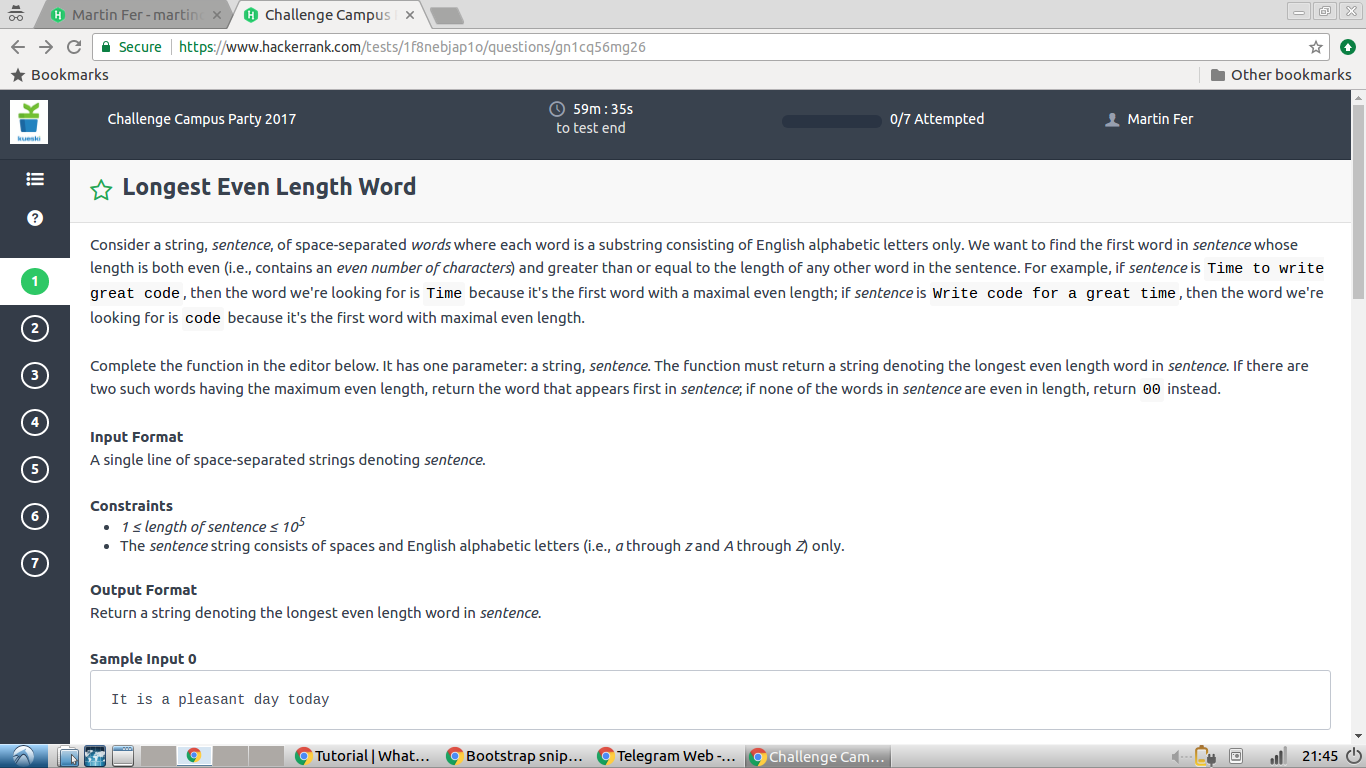 Martin Fer - martin
Challenge Campus
Secure https://www.hackerrank.com/tests/1f8nebjap1o/questions/gn1cq56mg26
Bookmarks
Other bookmarks
kueski
Challenge Campus Party 2017
59m : 35s
to test end
0/7 Attempted
Martin Fer
Longest Even Length Word
Consider a string, sentence, of space-separated words where each word is a substring consisting of English alphabetic letters only. We want to find the first word in sentence whose
length is both even (i.e., contains an even number of characters) and greater than or equal to the length of any other word in the sentence. For example, if sentence is Time to write
great code, then the word we're looking for is Time because it's the first word with a maximal even length; if sentence is Write code for a great time, then the word we're
looking for is code because it's the first word with maximal even length.
Complete the function in the editor below. It has one parameter: a string, sentence. The function must return a string denoting the longest even length word in sentence. If there are
two such words having the maximum even length, return the word that appears first in sentence; if none of the words in sentence are even in length, return 00 instead.
Input Format
A single line of space-separated strings denoting sentence.
Constraints
• 1 ≤ length of sentence ≤ 10⁵
• The sentence string consists of spaces and English alphabetic letters (i.e., a through z and A through Z) only.
Output Format
Return a string denoting the longest even length word in sentence.
Sample Input 0
It is a pleasant day today
?
1
2
3
4
5
6
7
Tutorial | What...
Bootstrap snip...
Telegram Web -...
Challenge Cam...
21:45